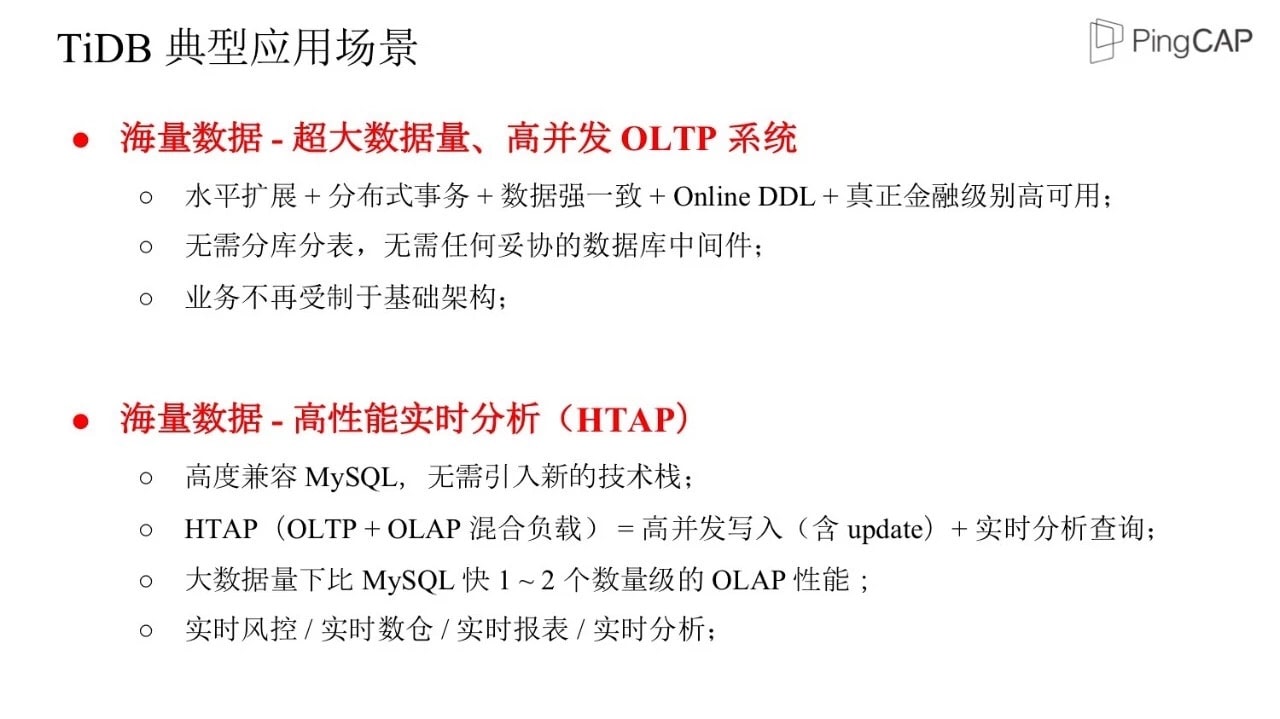 TiDB 典型应用场景
PingCAP
● 海量数据 - 超大数据量、高并发 OLTP 系统
○ 水平扩展 + 分布式事务 + 数据强一致 + Online DDL + 真正金融级别高可用；
○ 无需分库分表，无需任何妥协的数据库中间件；
○ 业务不再受制于基础架构；
● 海量数据 - 高性能实时分析（HTAP）
○ 高度兼容 MySQL，无需引入新的技术栈；
○ HTAP（OLTP + OLAP 混合负载） = 高并发写入（含 update）+ 实时分析查询；
○ 大数据量下比 MySQL 快 1 ~ 2 个数量级的 OLAP 性能 ;
○ 实时风控 / 实时数仓 / 实时报表 / 实时分析；